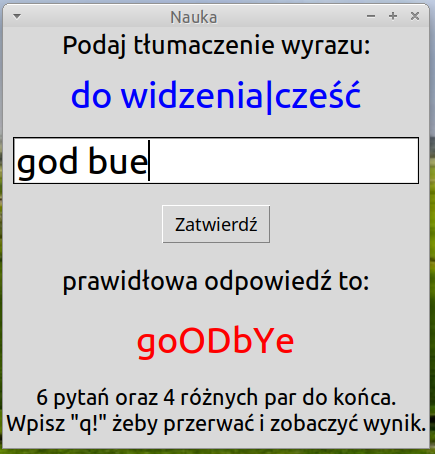 Nauka
Podaj tłumaczenie wyrazu:
do widzenia|cześć
god bue
Zatwierdź
prawidłowa odpowiedź to:
goODbYe
6 pytań oraz 4 różnych par do końca.
Wpisz "q!" żeby przerwać i zobaczyć wynik.